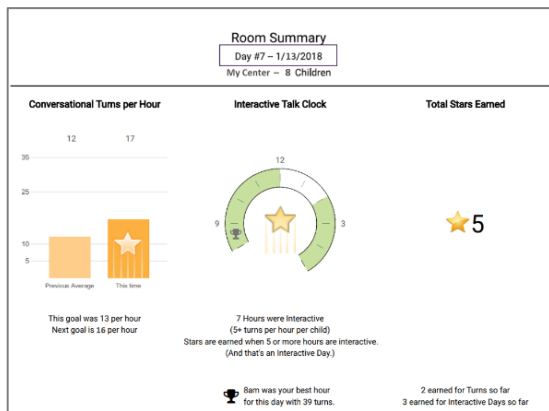 Room Summary
Day #7 – 1/13/2018
My Center – 8 Children
Conversational Turns per Hour
12
17
35
25
10
5
Previous Average
This time
This goal was 13 per hour
Next goal is 16 per hour
Interactive Talk Clock
12
9
3
7 Hours were Interactive
(5+ turns per hour per child)
Stars are earned when 5 or more hours are interactive.
(And that's an Interactive Day.)
8am was your best hour
for this day with 39 turns.
Total Stars Earned
5
2 earned for Turns so far
3 earned for Interactive Days so far